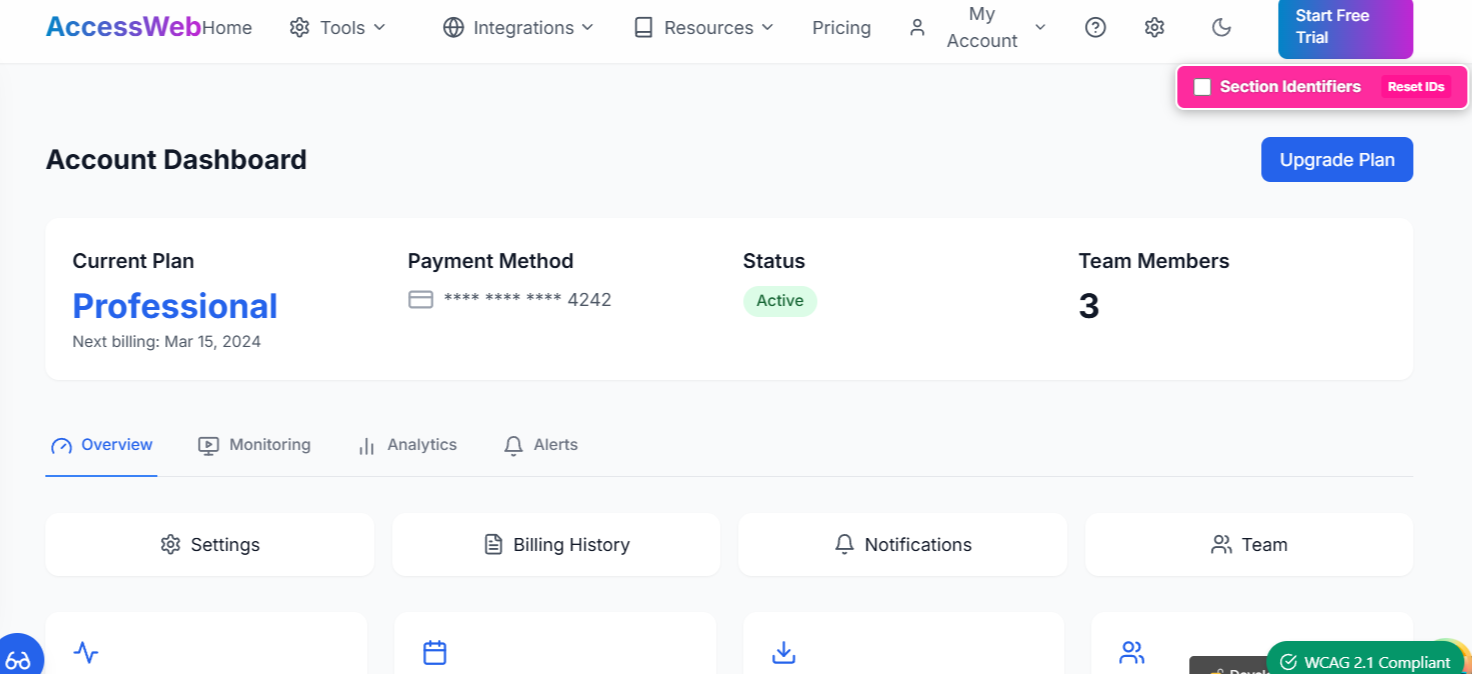 AccessWeb Home Tools Integrations Resources Pricing My Account Start Free Trial
Section Identifiers Reset IDs
Account Dashboard Upgrade Plan
Current Plan Payment Method Status Team Members
Professional **** **** **** 4242 Active 3
Next billing: Mar 15, 2024
Overview Monitoring Analytics Alerts
Settings Billing History Notifications Team
WCAG 2.1 Compliant